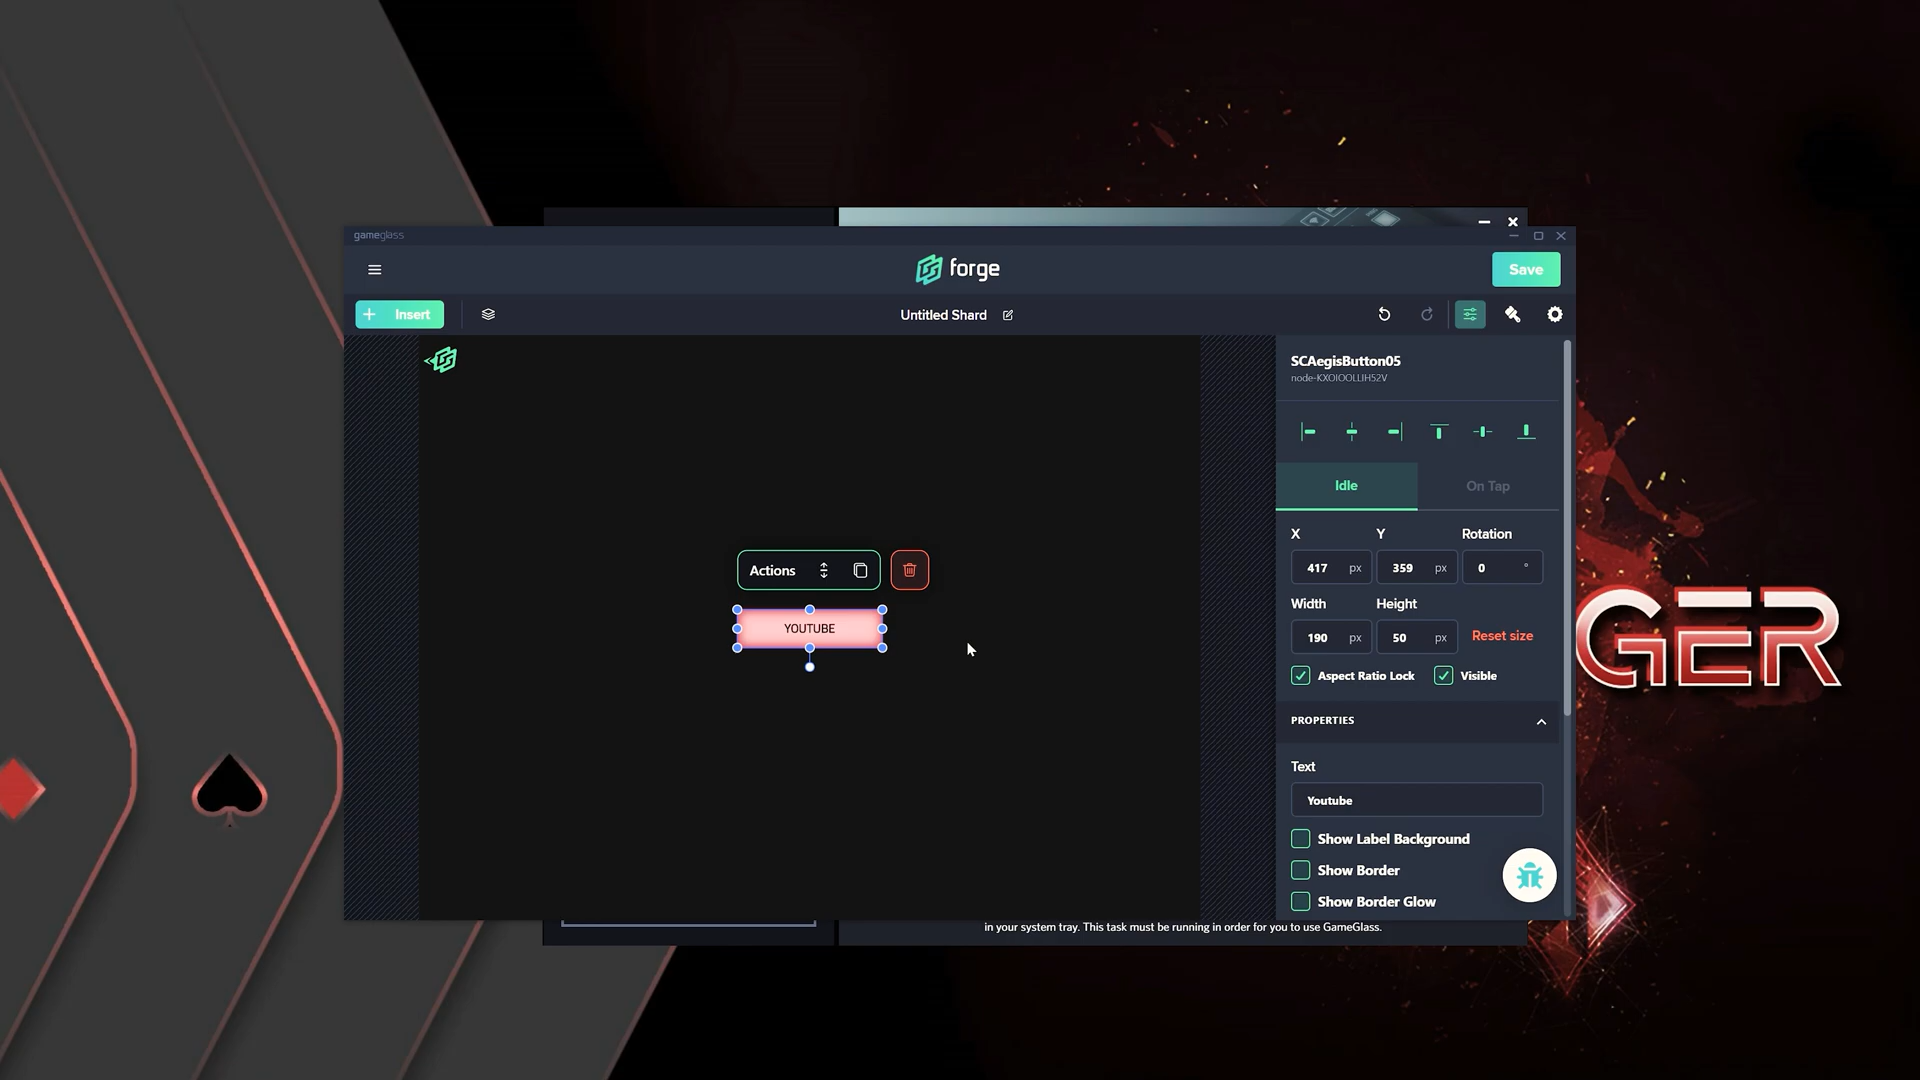 gameglass
forge
Save
Insert
Untitled Shard
SCAegisButton05
node-KXOIOOLLIH52V
Idle
On Tap
X
Y
Rotation
417 px
359 px
0 °
Width
Height
190 px
50 px
Reset size
Aspect Ratio Lock
Visible
PROPERTIES
Text
Youtube
Show Label Background
Show Border
Show Border Glow
Actions
YOUTUBE
GER
in your system tray. This task must be running in order for you to use GameGlass.